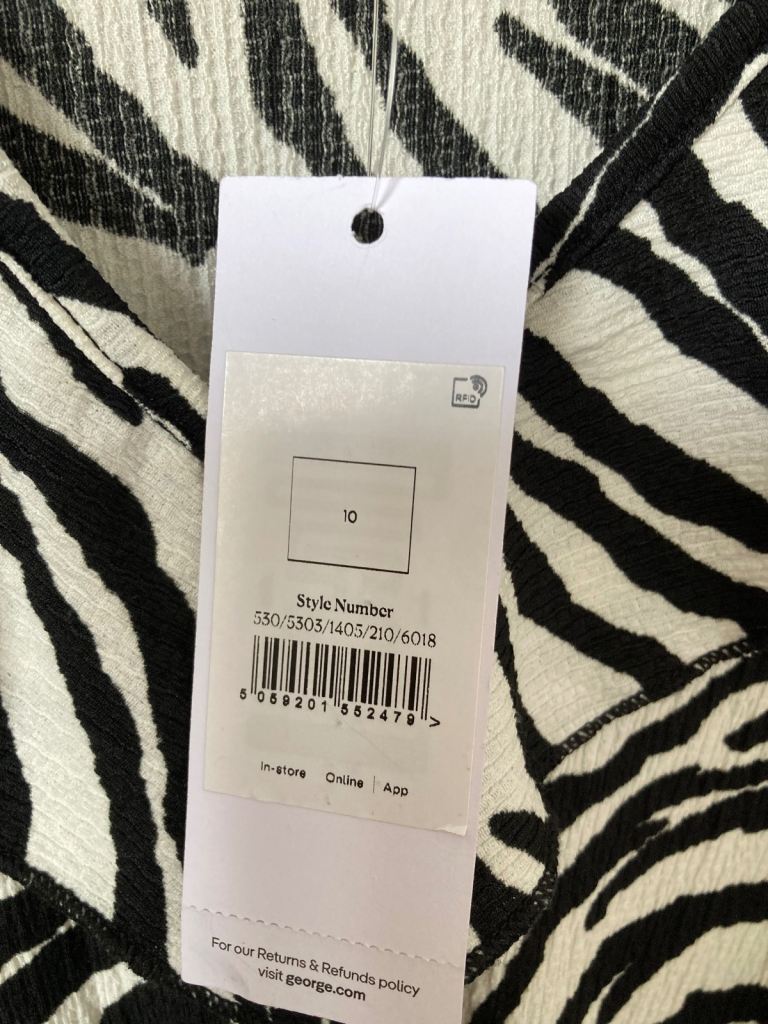 RFID
10
Style Number
530/5303/1405/210/6018
5 059201 552479 >
In-store Online | App
For our Returns & Refunds policy
visit george.com